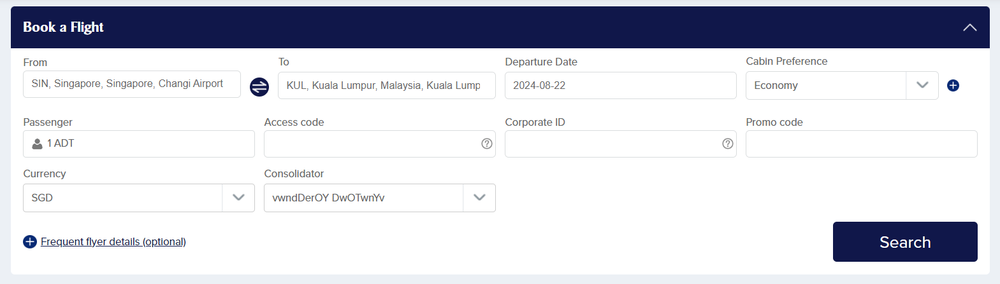 Book a Flight
From
To
Departure Date
Cabin Preference
SIN, Singapore, Singapore, Changi Airport
KUL, Kuala Lumpur, Malaysia, Kuala Lump
2024-08-22
Economy
Passenger
Access code
Corporate ID
Promo code
1 ADT
Currency
Consolidator
SGD
vwndDerOY DwOTwnYv
Frequent flyer details (optional)
Search